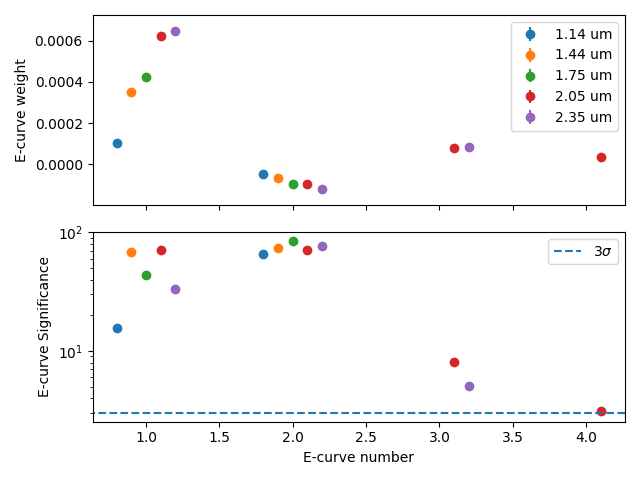 0.0006
0.0004
0.0002
0.0000
E-curve weight
1.14 um
1.44 um
1.75 um
2.05 um
2.35 um
10²
10¹
E-curve Significance
3σ
1.0 1.5 2.0 2.5 3.0 3.5 4.0
E-curve number